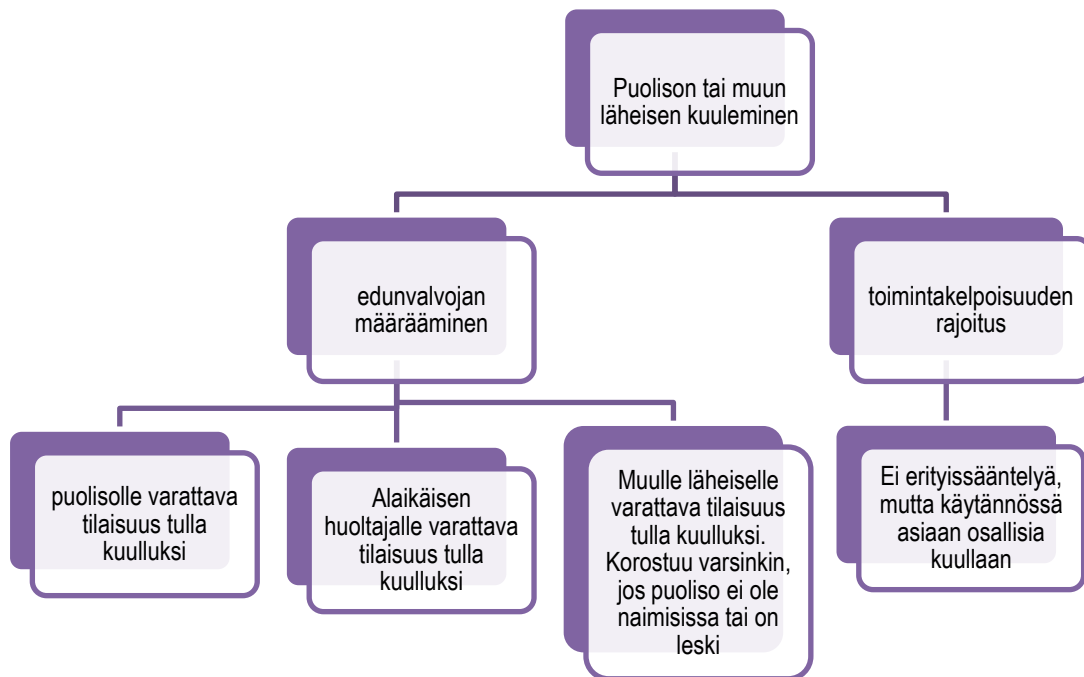 Puolison tai muun
läheisen kuuleminen
edunvalvojan
määrääminen
toimintakelpoisuuden
rajoitus
puolisolle varattava
tilaisuus tulla
kuulluksi
Alaikäisen
huoltajalle varattava
tilaisuus tulla
kuulluksi
Muulle läheiselle
varattava tilaisuus
tulla kuulluksi.
Korostuu varsinkin,
jos puoliso ei ole
naimisissa tai on
leski
Ei erityissääntelyä,
mutta käytännössä
asiaan osallisia
kuullaan